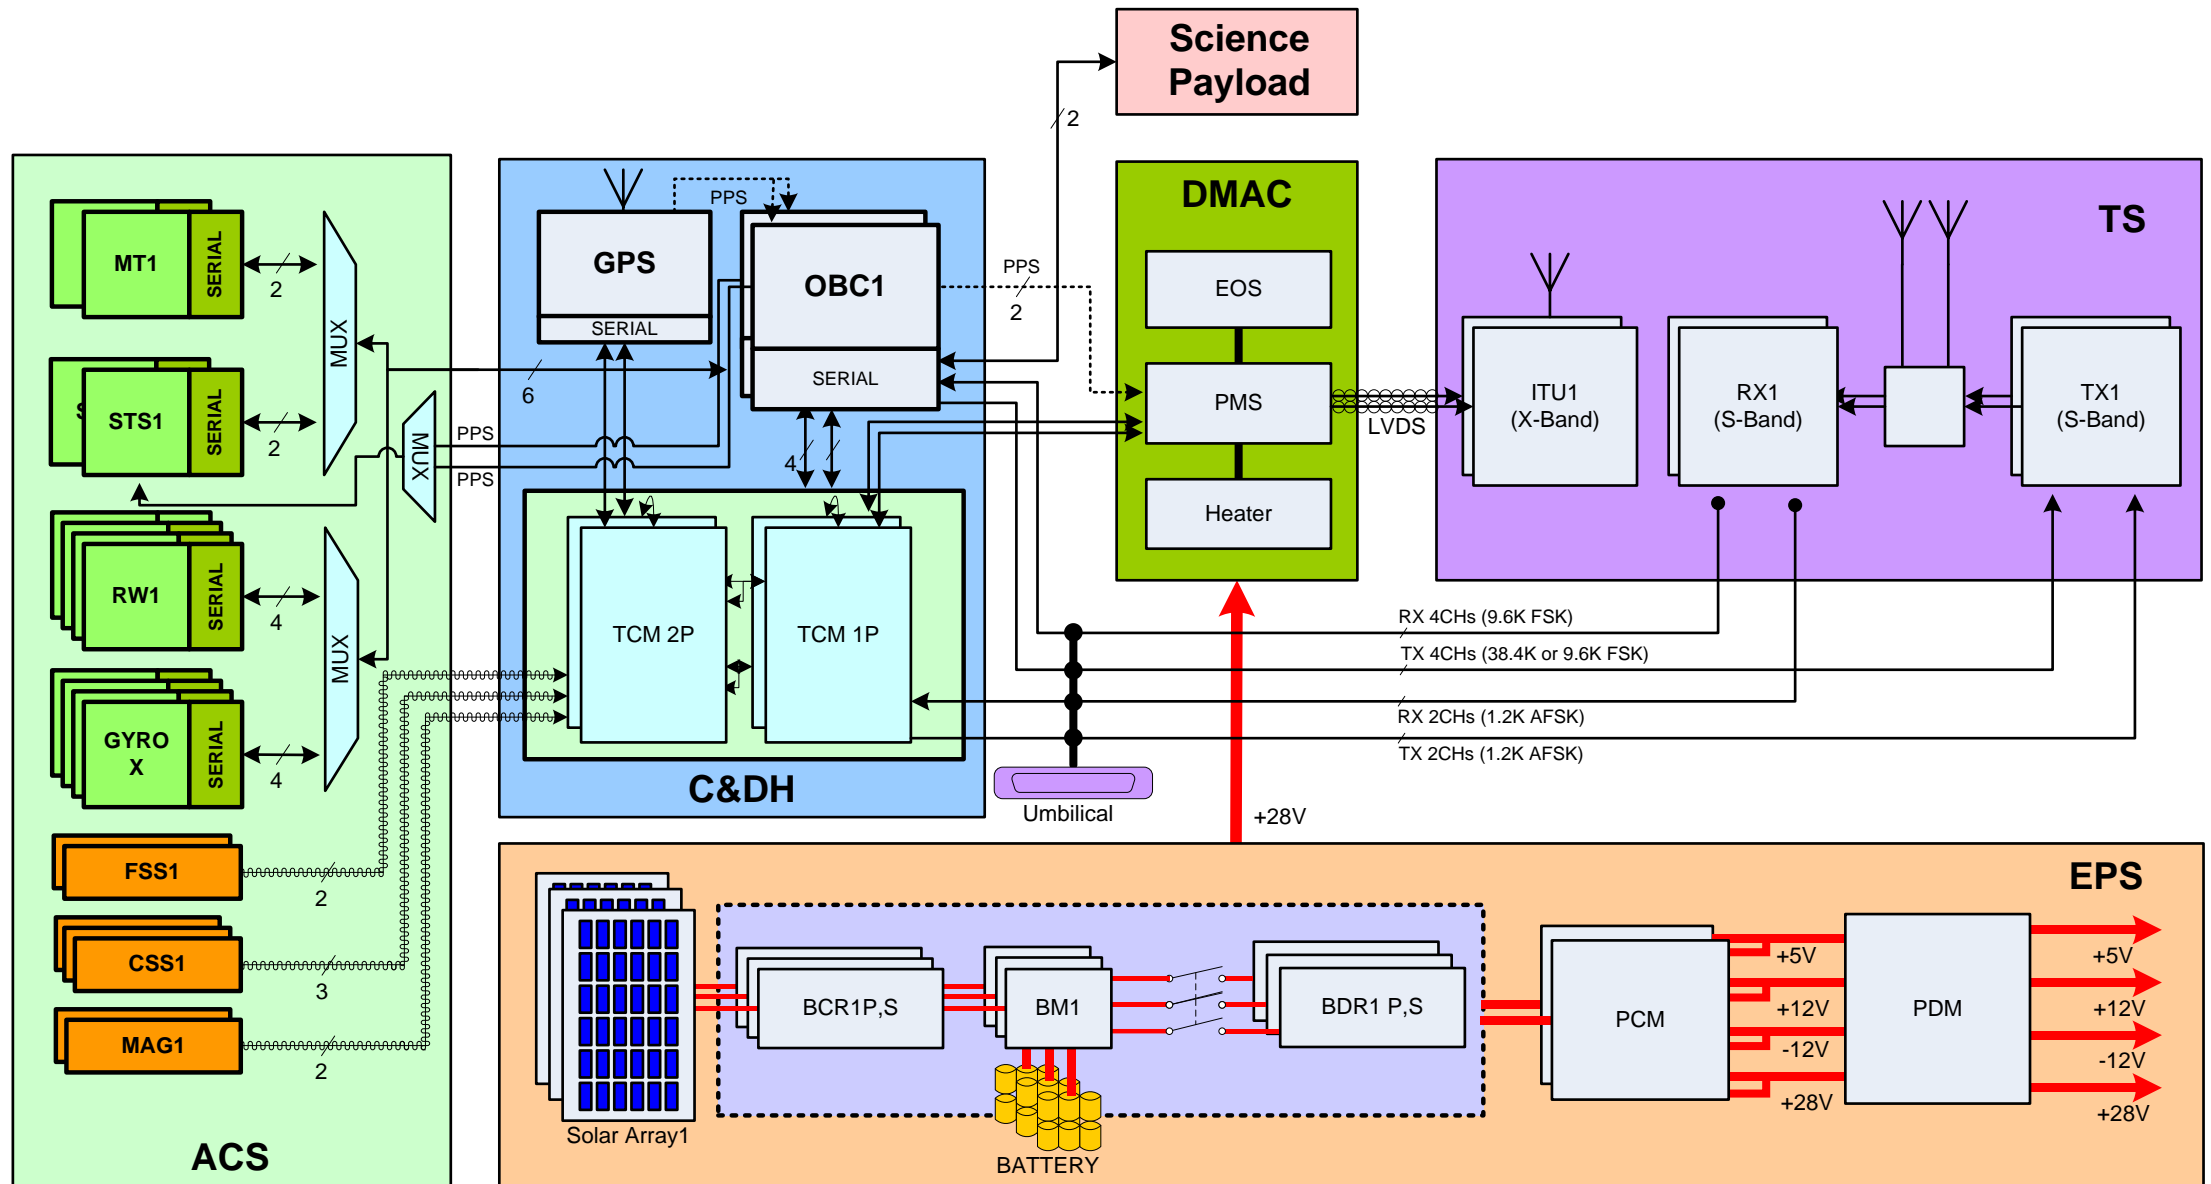 Science
Payload
2
ACS
MT1
SERIAL
2
MUX
S
STS1
SERIAL
2
MUX
RW1
SERIAL
4
MUX
GYRO
X
SERIAL
4
FSS1
2
CSS1
3
MAG1
2
6
PPS
PPS
PPS
GPS
SERIAL
OBC1
SERIAL
4
TCM 2P
TCM 1P
C&DH
PPS
2
DMAC
EOS
PMS
Heater
LVDS
TS
ITU1
(X-Band)
RX1
(S-Band)
TX1
(S-Band)
RX 4CHs (9.6K FSK)
TX 4CHs (38.4K or 9.6K FSK)
RX 2CHs (1.2K AFSK)
TX 2CHs (1.2K AFSK)
Umbilical
+28V
EPS
Solar Array1
BCR1P,S
BM1
BATTERY
BDR1 P,S
PCM
+5V
+12V
-12V
+28V
PDM
+5V
+12V
-12V
+28V